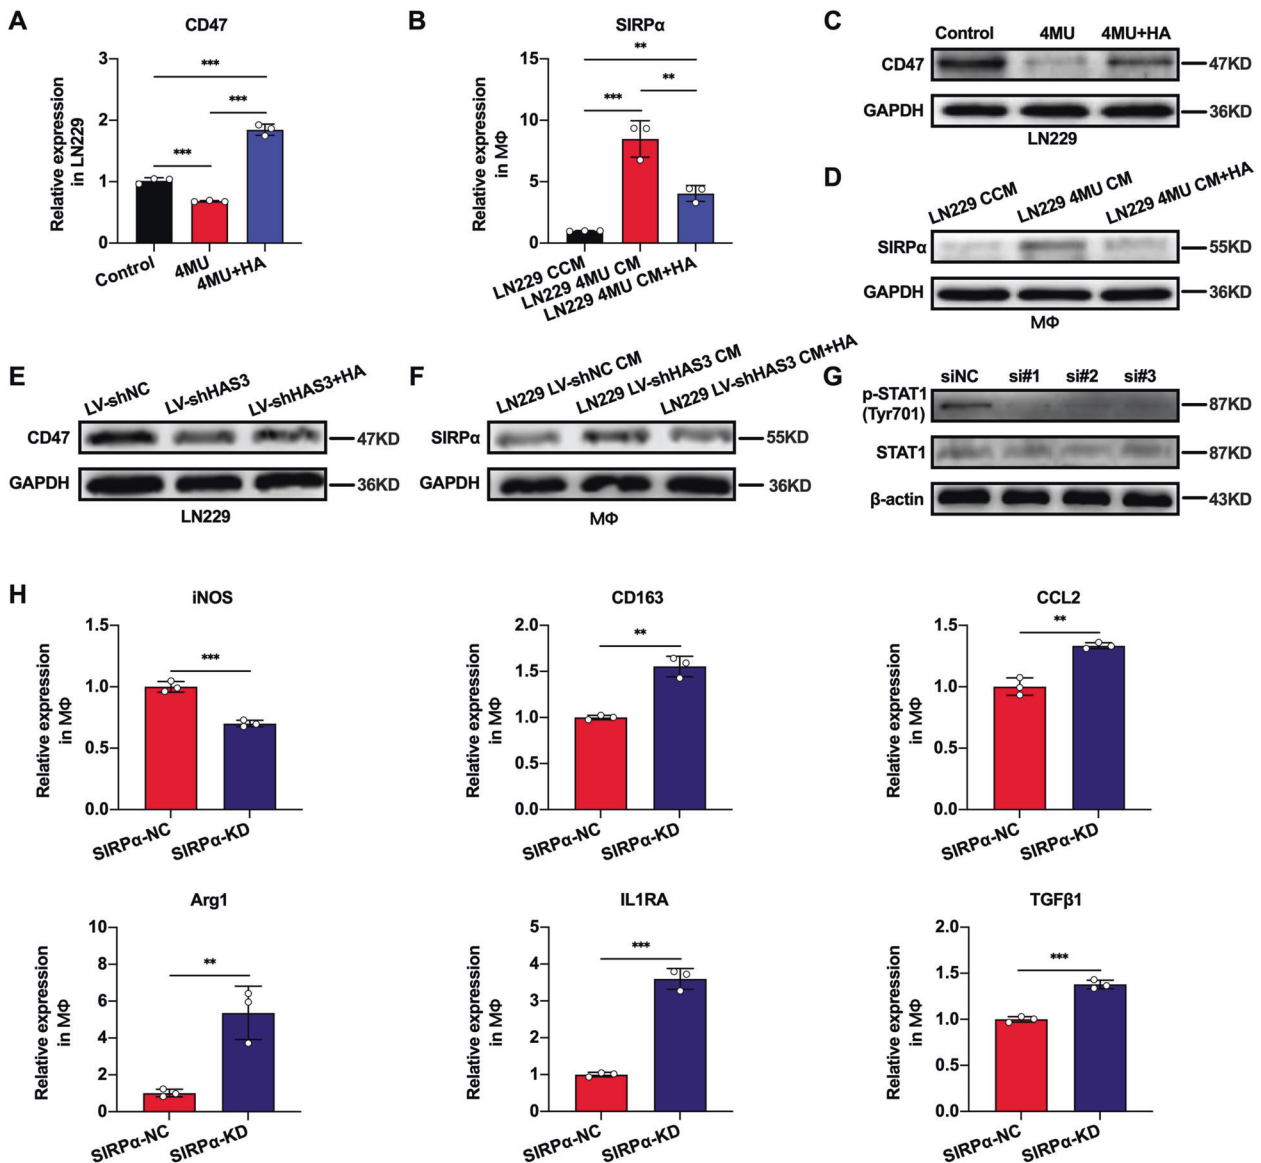 A
CD47
Relative expression
in LN229
3
2
1
0
***
***
***
Control
4MU
4MU+HA
B
SIRPα
Relative expression
in MΦ
15
10
5
0
**
**
***
LN229 CCM
LN229 4MU CM
LN229 4MU CM+HA
C
Control 4MU 4MU+HA
CD47 47KD
GAPDH 36KD
LN229
D
LN229 CCM
LN229 4MU CM
LN229 4MU CM+HA
SIRPα 55KD
GAPDH 36KD
MΦ
E
LV-shNC
LV-shHAS3
LV-shHAS3+HA
CD47 47KD
GAPDH 36KD
LN229
F
LN229 LV-shNC CM
LN229 LV-shHAS3 CM
LN229 LV-shHAS3 CM+HA
SIRPα 55KD
GAPDH 36KD
MΦ
G
siNC si#1 si#2 si#3
p-STAT1
(Tyr701) 87KD
STAT1 87KD
β-actin 43KD
H
iNOS
Relative expression
in MΦ
1.5
1.0
0.5
0.0
***
SIRPα-NC
SIRPα-KD
CD163
Relative expression
in MΦ
2.0
1.5
1.0
0.5
0.0
**
SIRPα-NC
SIRPα-KD
CCL2
Relative expression
in MΦ
1.5
1.0
0.5
0.0
**
SIRPα-NC
SIRPα-KD
Arg1
Relative expression
in MΦ
10
8
6
4
2
0
**
SIRPα-NC
SIRPα-KD
IL1RA
Relative expression
in MΦ
5
4
3
2
1
0
***
SIRPα-NC
SIRPα-KD
TGFβ1
Relative expression
in MΦ
2.0
1.5
1.0
0.5
0.0
***
SIRPα-NC
SIRPα-KD